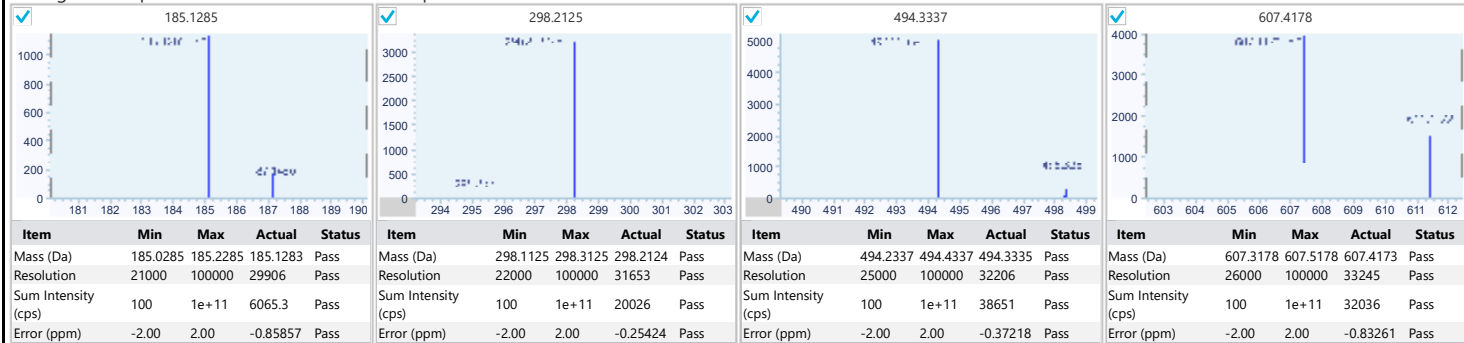 185.1285
298.2125
494.3337
607.4178
1000
800
600
400
200
0
181 182 183 184 185 186 187 188 189 190
3000
2500
2000
1500
1000
500
0
294 295 296 297 298 299 300 301 302 303
5000
4000
3000
2000
1000
0
490 491 492 493 494 495 496 497 498 499
4000
3000
2000
1000
0
603 604 605 606 607 608 609 610 611 612
Item Min Max Actual Status
Mass (Da) 185.0285 185.2285 185.1283 Pass
Resolution 21000 100000 29906 Pass
Sum Intensity (cps) 100 1e+11 6065.3 Pass
Error (ppm) -2.00 2.00 -0.85857 Pass
Item Min Max Actual Status
Mass (Da) 298.1125 298.3125 298.2124 Pass
Resolution 22000 100000 31653 Pass
Sum Intensity (cps) 100 1e+11 20026 Pass
Error (ppm) -2.00 2.00 -0.25424 Pass
Item Min Max Actual Status
Mass (Da) 494.2337 494.4337 494.3335 Pass
Resolution 25000 100000 32206 Pass
Sum Intensity (cps) 100 1e+11 38651 Pass
Error (ppm) -2.00 2.00 -0.37218 Pass
Item Min Max Actual Status
Mass (Da) 607.3178 607.5178 607.4173 Pass
Resolution 26000 100000 33245 Pass
Sum Intensity (cps) 100 1e+11 32036 Pass
Error (ppm) -2.00 2.00 -0.83261 Pass